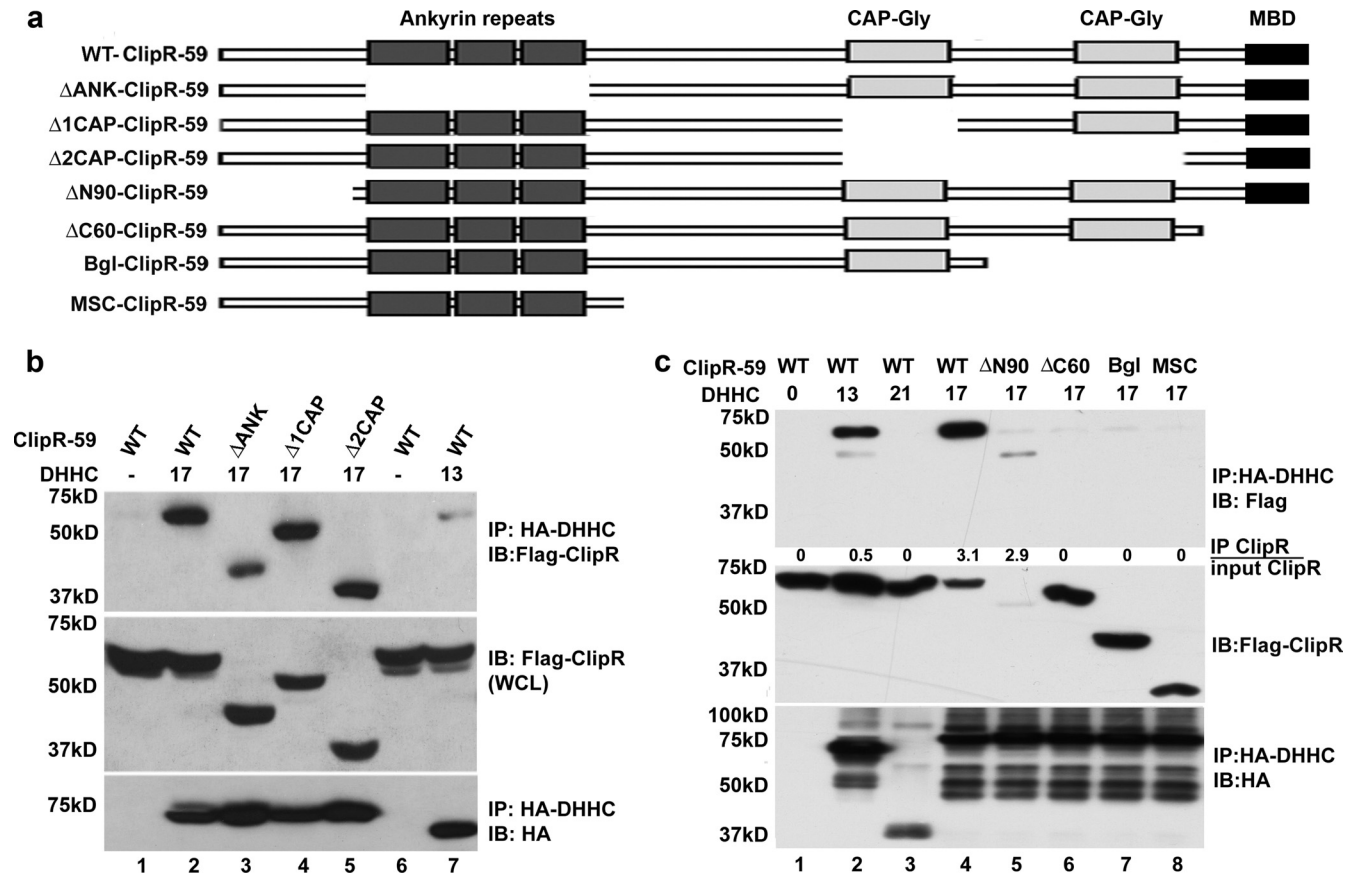 a
Ankyrin repeats CAP-Gly CAP-Gly MBD
WT- ClipR-59
ΔANK-ClipR-59
Δ1CAP-ClipR-59
Δ2CAP-ClipR-59
ΔN90-ClipR-59
ΔC60-ClipR-59
BgI-ClipR-59
MSC-ClipR-59
b
ClipR-59 WT WT ΔANK Δ1CAP Δ2CAP WT WT
DHHC - 17 17 17 17 - 13
75kD
50kD
37kD
IP: HA-DHHC
IB:Flag-ClipR
75kD
50kD
37kD
IB: Flag-ClipR
(WCL)
75kD
IP: HA-DHHC
IB: HA
1 2 3 4 5 6 7
c
ClipR-59 WT WT WT WT ΔN90 ΔC60 BgI MSC
DHHC 0 13 21 17 17 17 17 17
75kD
50kD
37kD
IP:HA-DHHC
IB: Flag
0 0.5 0 3.1 2.9 0 0 0
IP ClipR
input ClipR
75kD
50kD
37kD
IB:Flag-ClipR
100kD
75kD
50kD
37kD
IP:HA-DHHC
IB:HA
1 2 3 4 5 6 7 8